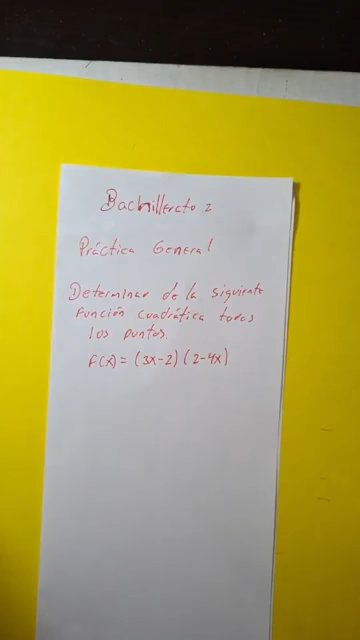 Bachillerato 2
Práctica General
Determinar de la siguiente
función cuadrática todos
los puntos.
F(x) = (3x-2) (2-4x)